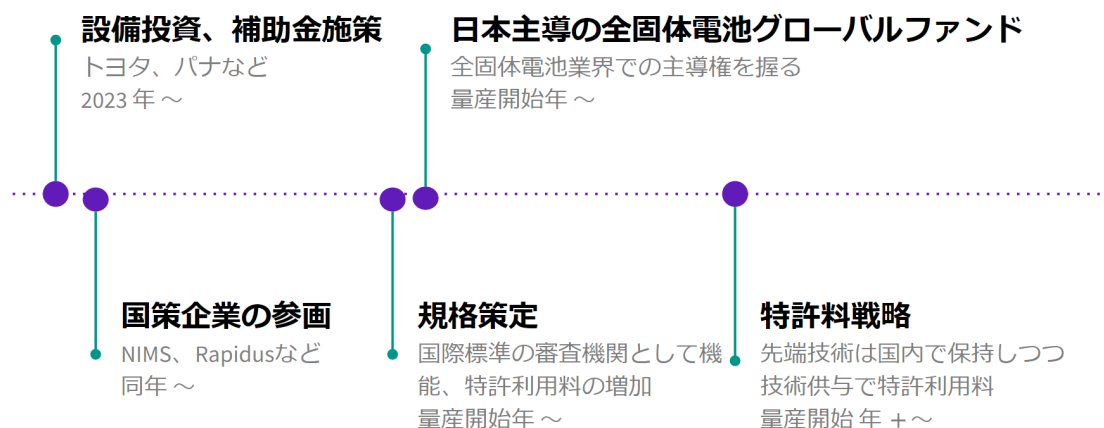 設備投資、補助金施策
トヨタ、パナなど
2023 年 ～
日本主導の全固体電池グローバルファンド
全固体電池業界での主導権を握る
量産開始年 ～
国策企業の参画
NIMS、Rapidusなど
同年 ～
規格策定
国際標準の審査機関として機
能、特許利用料の増加
量産開始年 ～
特許料戦略
先端技術は国内で保持しつつ
技術供与で特許利用料
量産開始 年 ＋～